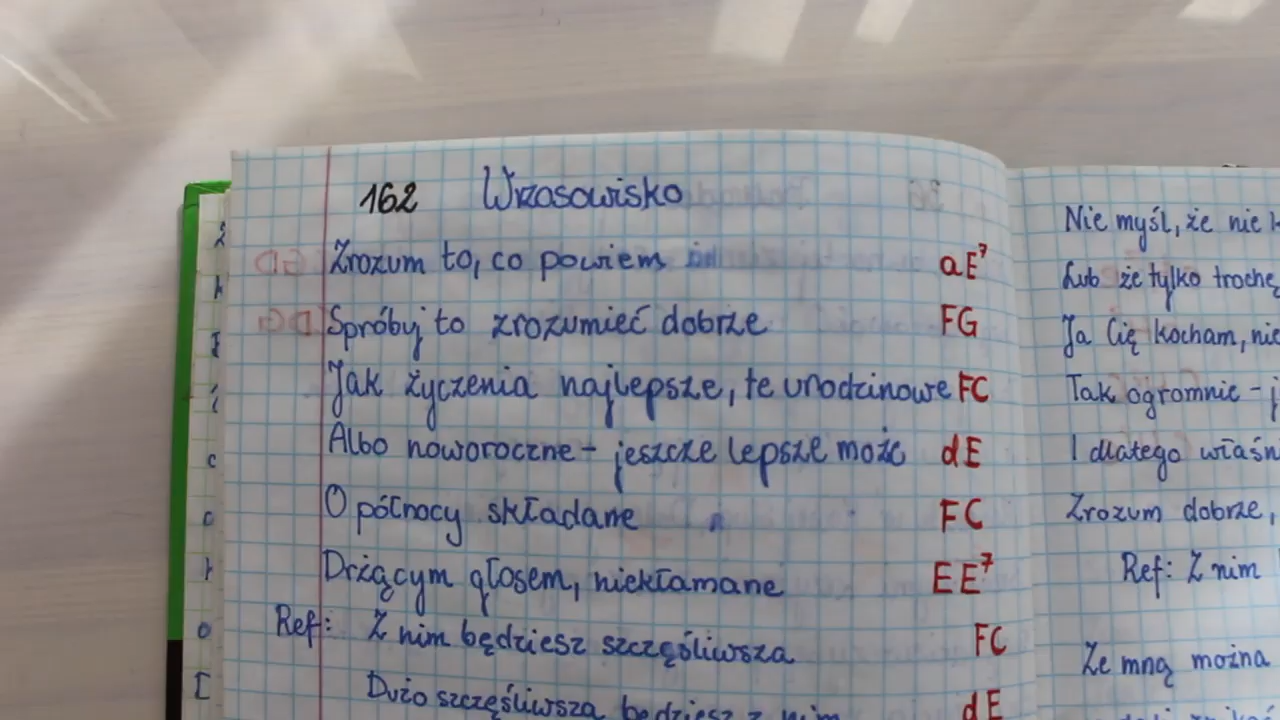 162 Wrzosowisko
Zrozum to, co powiem aE7
Spróbuj to zrozumieć dobrze FG
Jak życzenia najlepsze, te urodzinowe FC
Albo noworoczne - jeszcze lepsze może dE
O północy składane FC
Drżącym głosem, niekłamane EE7
Ref: Z nim będziesz szczęśliwsza FC
Dużo szczęśliwsza będziesz z nim dE
Nie myśl, że nie
Lub że tylko trochę
Ja Cię kocham,
Tak ogromnie -
I dlatego
Zrozum dobrze,
Ref: Z nim
Ze mną można